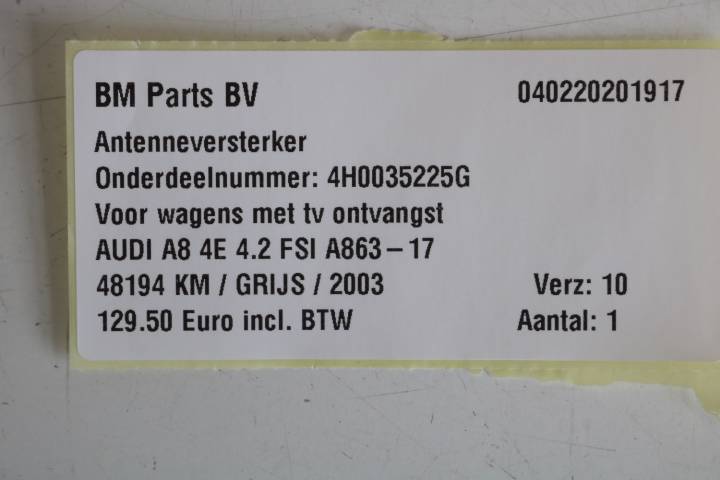 BM Parts BV 040220201917
Antenneversterker
Onderdeelnummer: 4H0035225G
Voor wagens met tv ontvangst
AUDI A8 4E 4.2 FSI A863-17
48194 KM / GRIJS / 2003 Verz: 10
129.50 Euro incl. BTW Aantal: 1